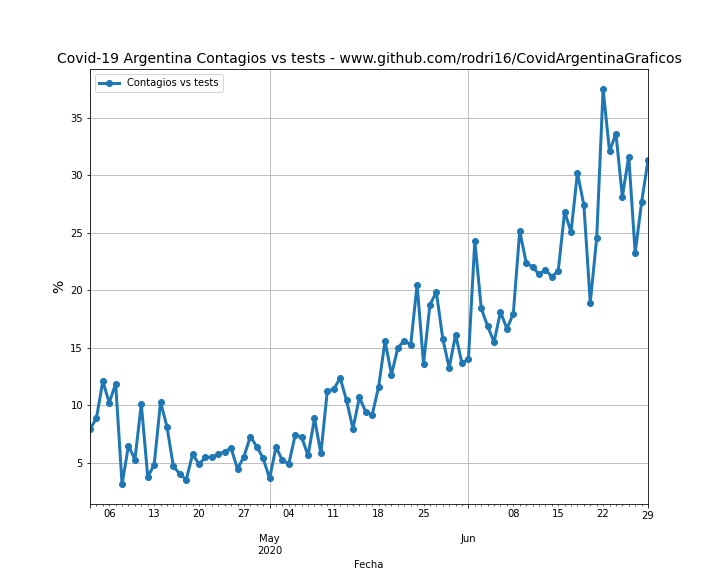 Covid-19 Argentina Contagios vs tests - www.github.com/rodri16/CovidArgentinaGraficos
Contagios vs tests
35
30
25
20
15
10
5
%
06 13 20 27 04 11 18 25 08 15 22 29
May Jun
2020
Fecha